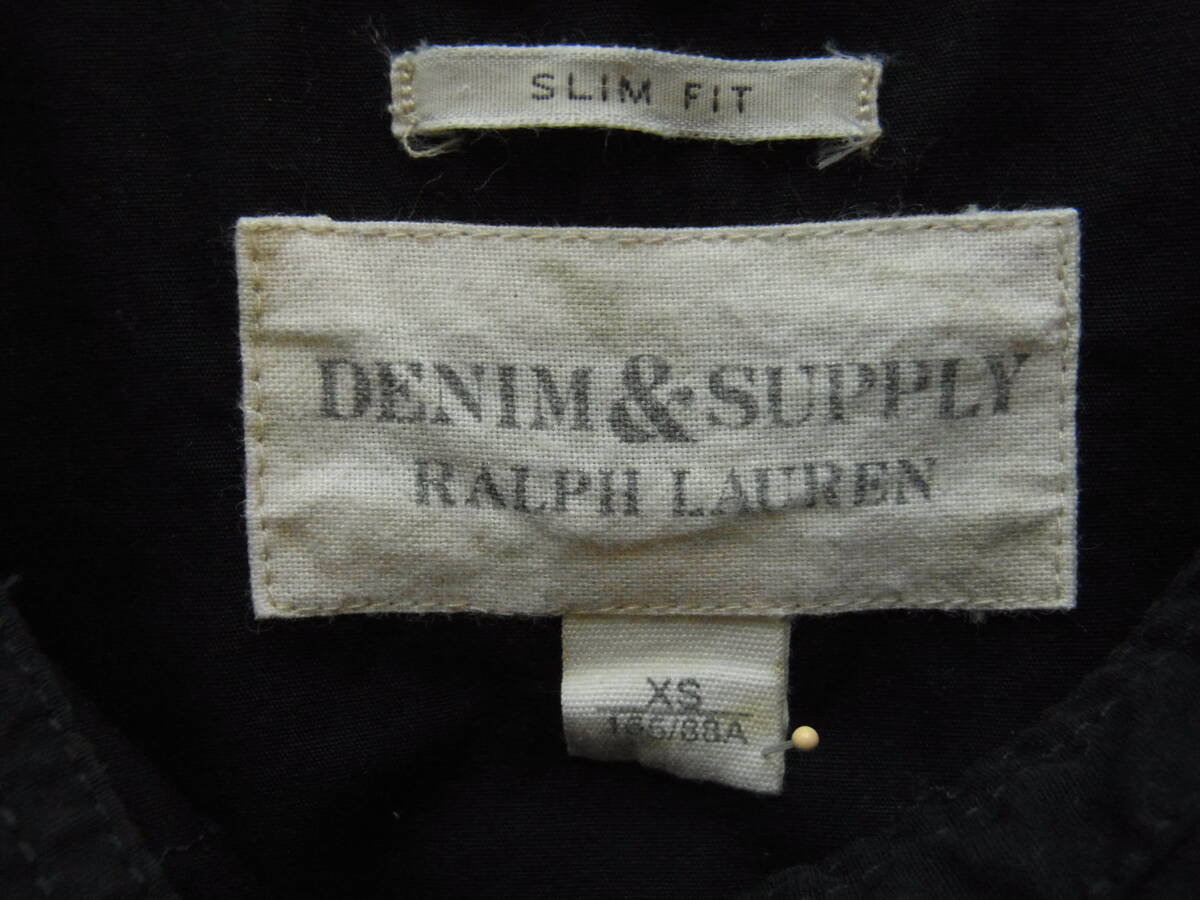 SLIM FIT
DENIM & SUPPLY
RALPH LAUREN
XS
165/88A